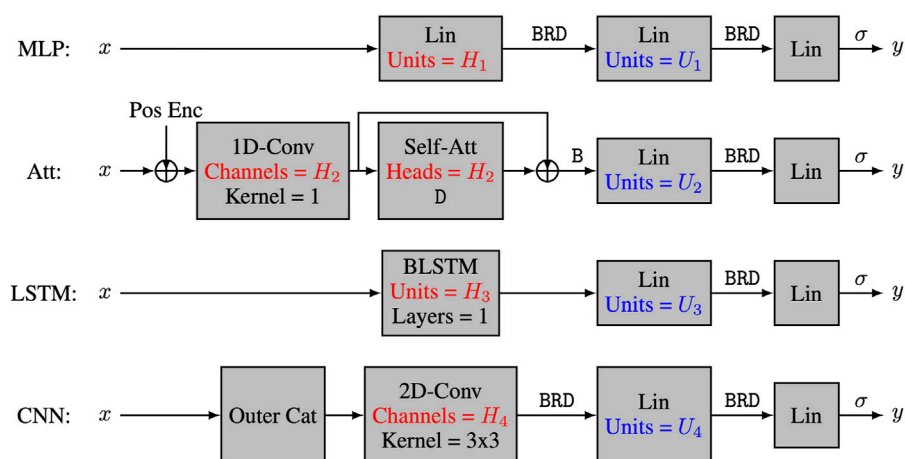 MLP: x Lin Units = H₁ BRD Lin Units = U₁ BRD Lin σ y
Pos Enc
Att: x 1D-Conv Channels = H₂ Kernel = 1 Self-Att Heads = H₂ D B Lin Units = U₂ BRD Lin σ y
LSTM: x BLSTM Units = H₃ Layers = 1 Lin Units = U₃ BRD Lin σ y
CNN: x Outer Cat 2D-Conv Channels = H₄ Kernel = 3x3 BRD Lin Units = U₄ BRD Lin σ y